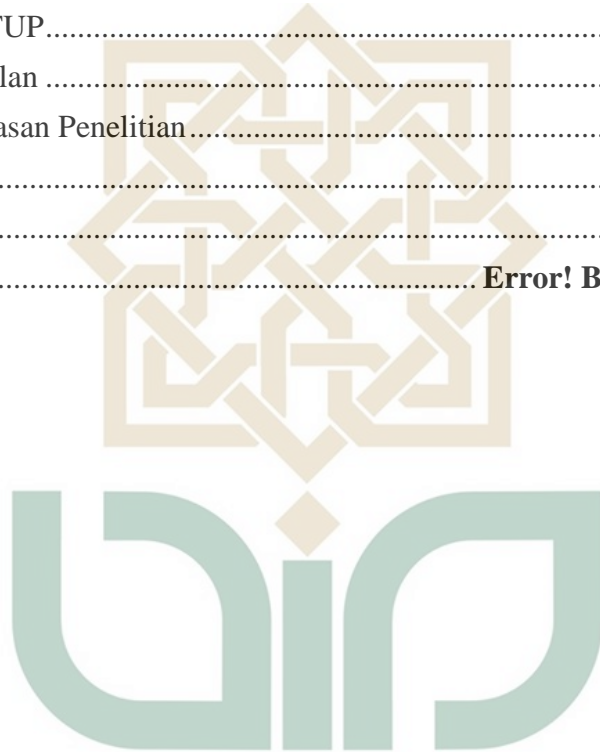 TUP................................................................
lan ................................................................
asan Penelitian................................................
................................................................
................................................................
................................................ Error! B